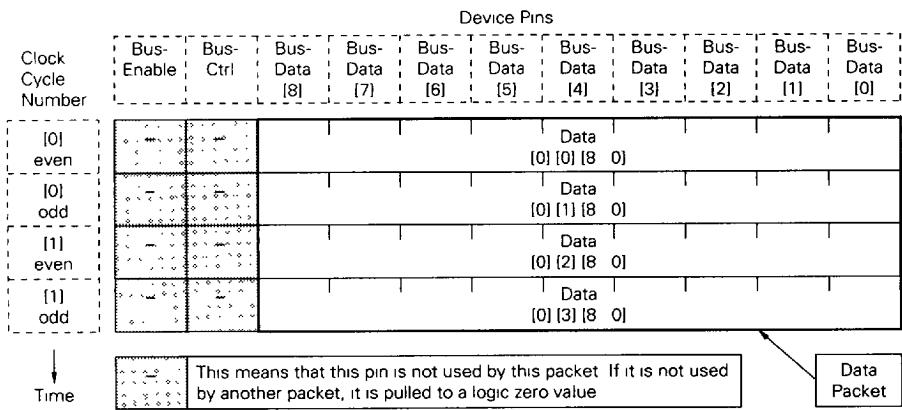 Device Pins
Clock
Cycle
Number
Bus-
Enable
Bus-
Ctrl
Bus-
Data
[8]
Bus-
Data
[7]
Bus-
Data
[6]
Bus-
Data
[5]
Bus-
Data
[4]
Bus-
Data
[3]
Bus-
Data
[2]
Bus-
Data
[1]
Bus-
Data
[0]
[0]
even
– –
Data
[0] [0] [8 0]
[0]
odd
– –
Data
[0] [1] [8 0]
[1]
even
– –
Data
[0] [2] [8 0]
[1]
odd
– –
Data
[0] [3] [8 0]
Time
–
This means that this pin is not used by this packet If it is not used
by another packet, it is pulled to a logic zero value
Data
Packet